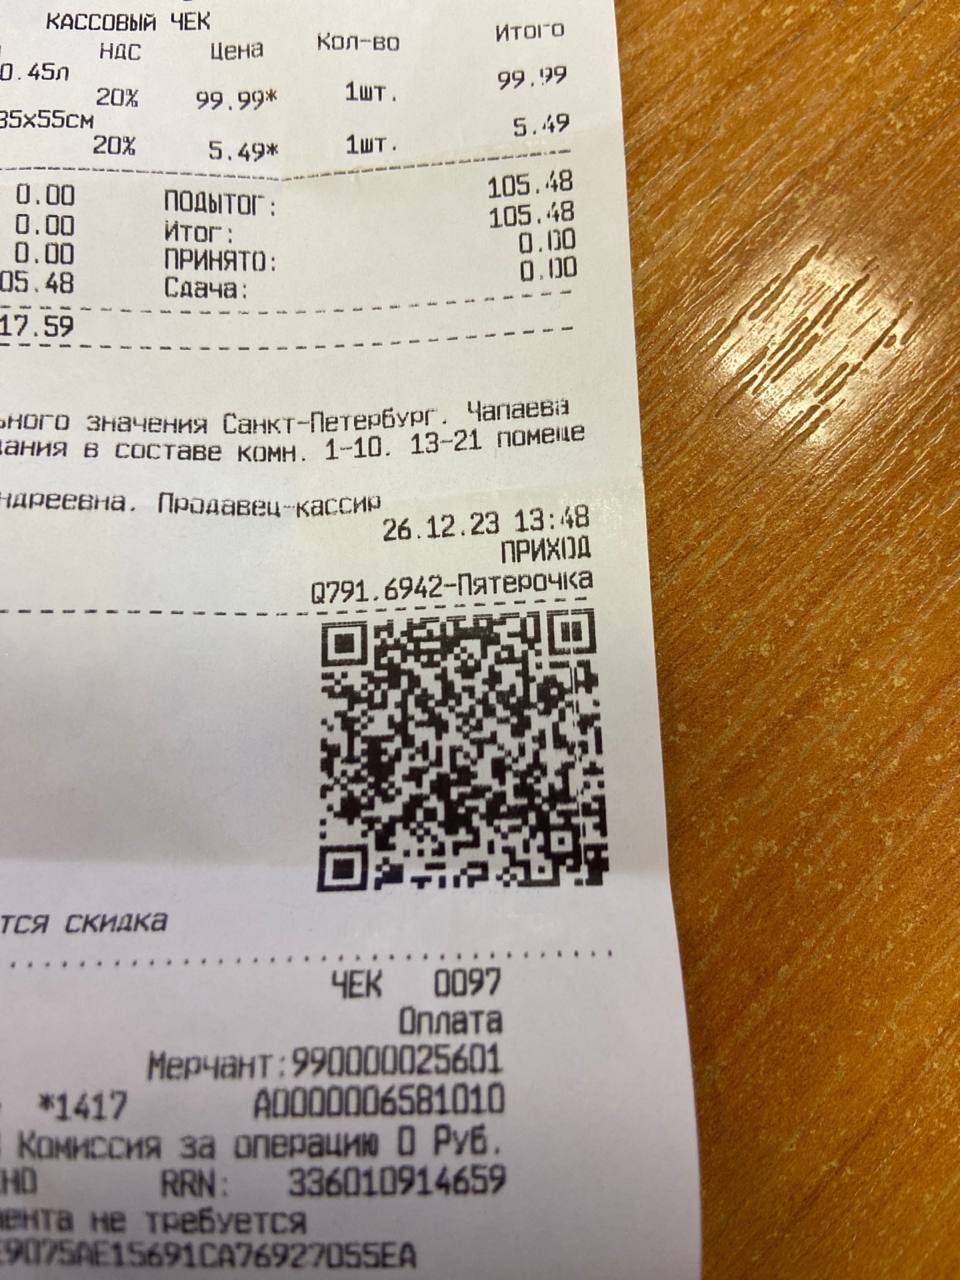 КАССОВЫЙ ЧЕК
НДС Цена Кол-во Итого
0.45л
20% 99.99* 1шт. 99.99
35х55см
20% 5.49* 1шт. 5.49
0.00 ПОДЫТОГ: 105.48
0.00 Итог: 105.48
0.00 ПРИНЯТО: 0.00
05.48 Сдача: 0.00
17.59
ьного значения Санкт-Петербург. Чапаева
ания в составе комн. 1-10. 13-21 помеще
ндреевна. Продавец-кассир
26.12.23 13:48
ПРИХОД
Q791.6942-Пятерочка
тся скидка
ЧЕК 0097
Оплата
Мерчант:990000025601
*1417 A0000006581010
Комиссия за операцию 0 Руб.
НО RRN: 336010914659
иента не требуется
E9075AE15691CA76927055EA